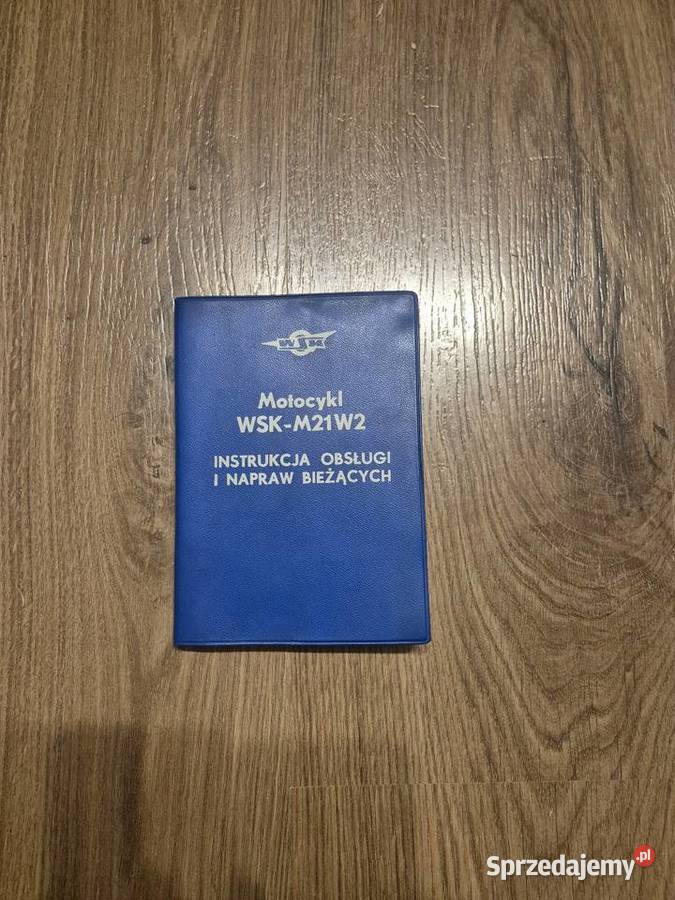 WSK
Motocykl
WSK-M21W2
INSTRUKCJA OBSŁUGI
I NAPRAW BIEŻĄCYCH
Sprzedajemy.pl